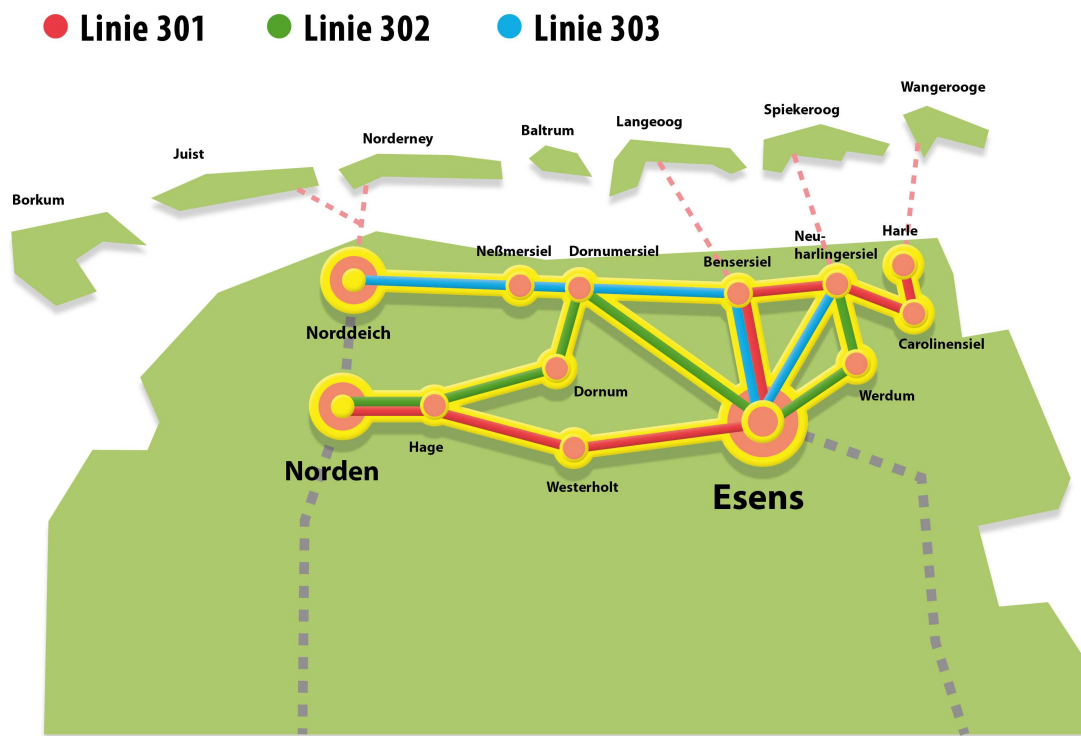 Linie 301
Linie 302
Linie 303
Wangerooge
Spiekeroog
Langeoog
Baltrum
Norderney
Juist
Borkum
Harle
Neu-
harlingersiel
Neßmersiel
Dornumersiel
Bensersiel
Norddeich
Carolinensiel
Dornum
Werdum
Hage
Norden
Westerholt
Esens